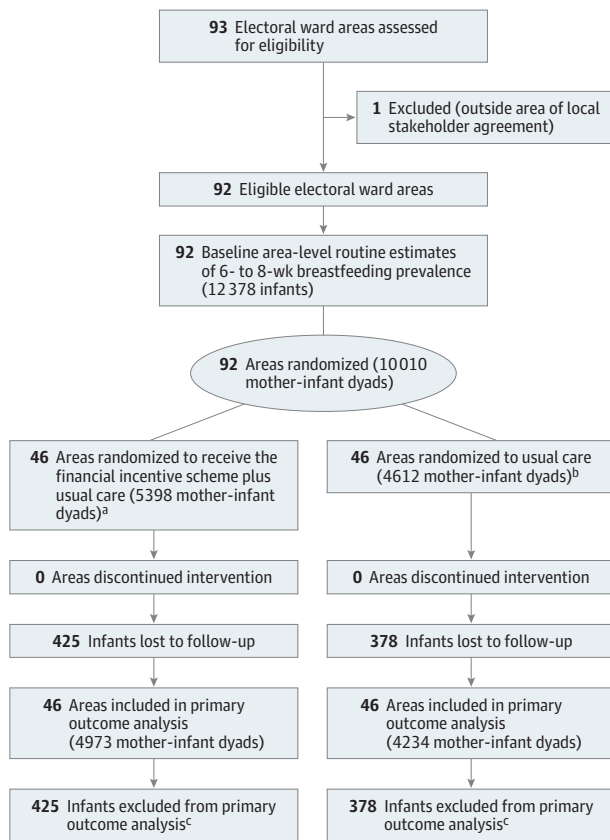 93 Electoral ward areas assessed
for eligibility
1 Excluded (outside area of local
stakeholder agreement)
92 Eligible electoral ward areas
92 Baseline area-level routine estimates
of 6- to 8-wk breastfeeding prevalence
(12 378 infants)
92 Areas randomized (10 010
mother-infant dyads)
46 Areas randomized to receive the
financial incentive scheme plus
usual care (5398 mother-infant
dyads)a
46 Areas randomized to usual care
(4612 mother-infant dyads)b
0 Areas discontinued intervention
0 Areas discontinued intervention
425 Infants lost to follow-up
378 Infants lost to follow-up
46 Areas included in primary
outcome analysis
(4973 mother-infant dyads)
46 Areas included in primary
outcome analysis
(4234 mother-infant dyads)
425 Infants excluded from primary
outcome analysisc
378 Infants excluded from primary
outcome analysisc